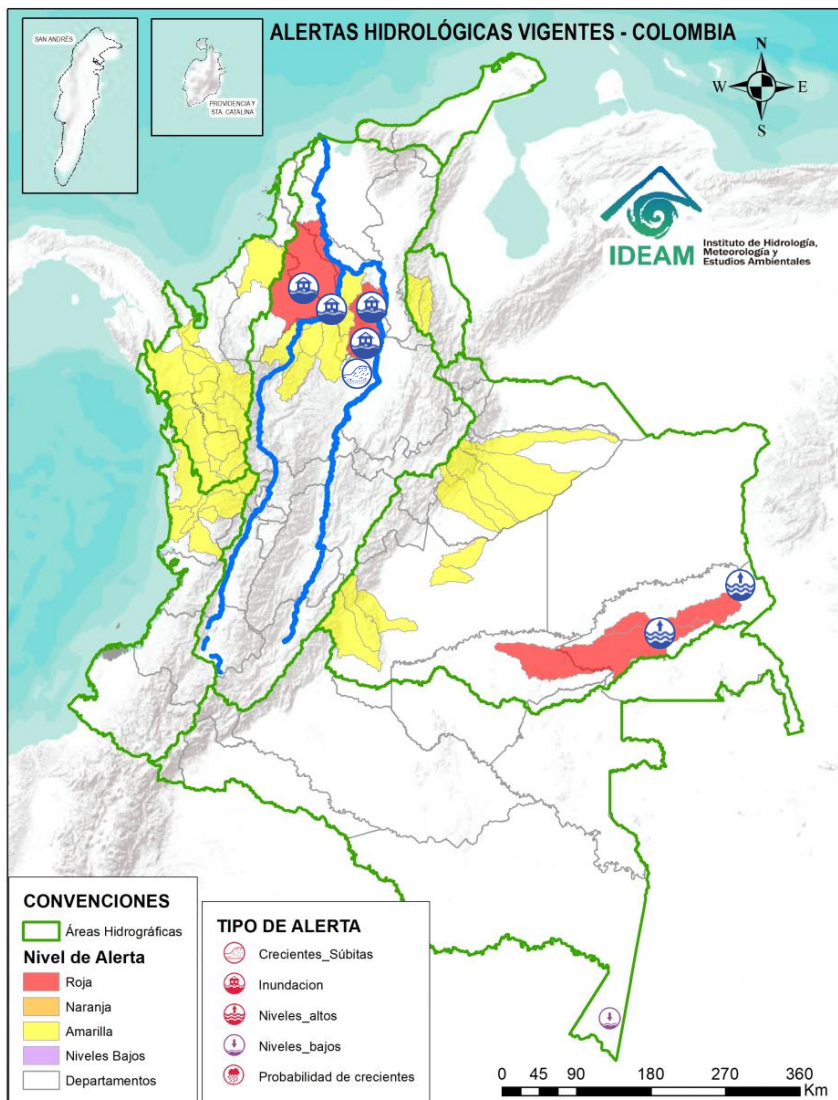 ALERTAS HIDROLÓGICAS VIGENTES - COLOMBIA
SAN ANDRÉS
PROVIDENCIA Y
STA. CATALINA
N
W E
S
IDEAM
Instituto de Hidrología,
Meteorología y
Estudios Ambientales
CONVENCIONES
Áreas Hidrográficas
Nivel de Alerta
Roja
Naranja
Amarilla
Niveles Bajos
Departamentos
TIPO DE ALERTA
Crecientes_Súbitas
Inundacion
Niveles_altos
Niveles_bajos
Probabilidad de crecientes
0 45 90 180 270 360
Km